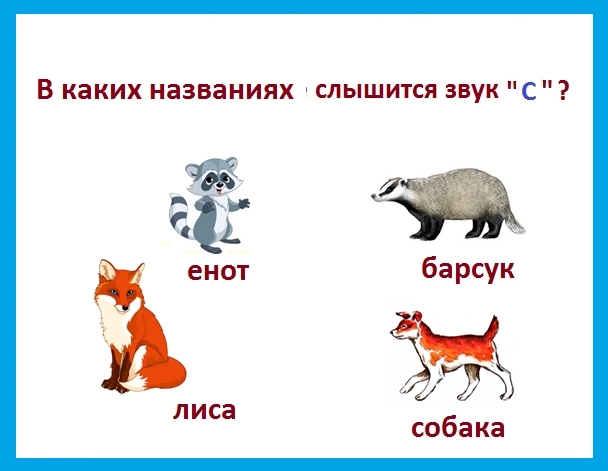 В каких названиях слышится звук "С"?
енот
барсук
лиса
собака